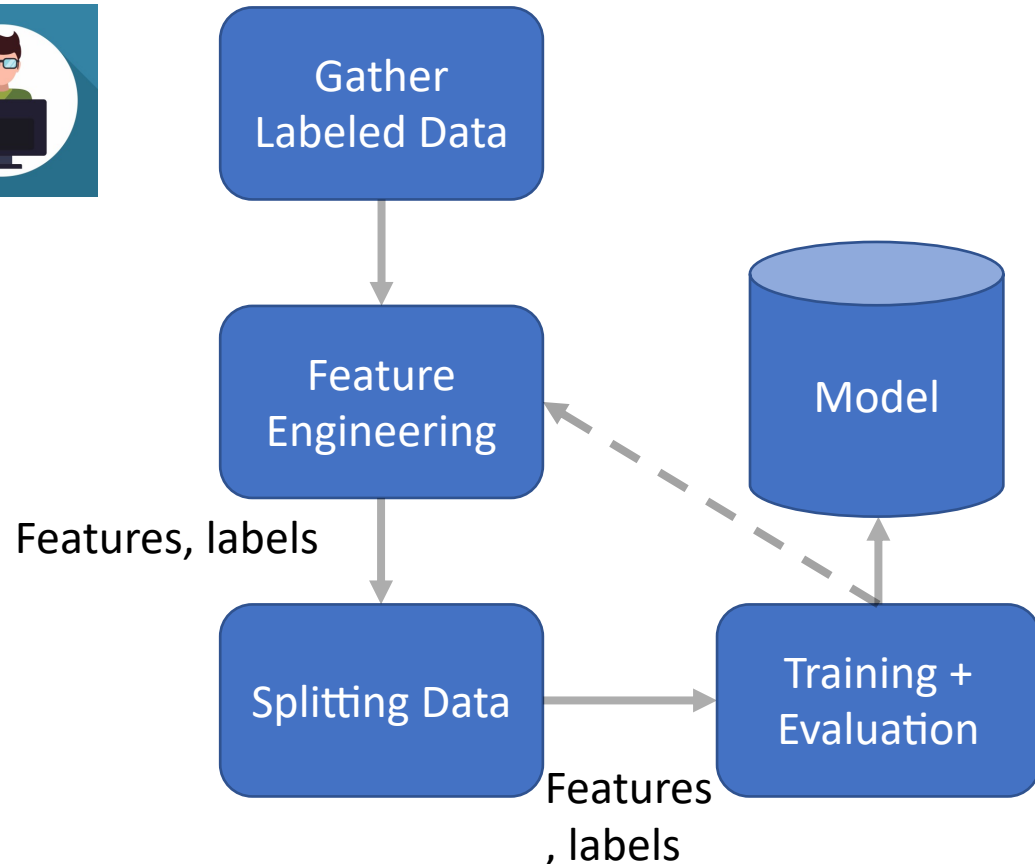 Gather
Labeled Data
Feature
Engineering
Model
Features, labels
Splitting Data
Training +
Evaluation
Features
, labels